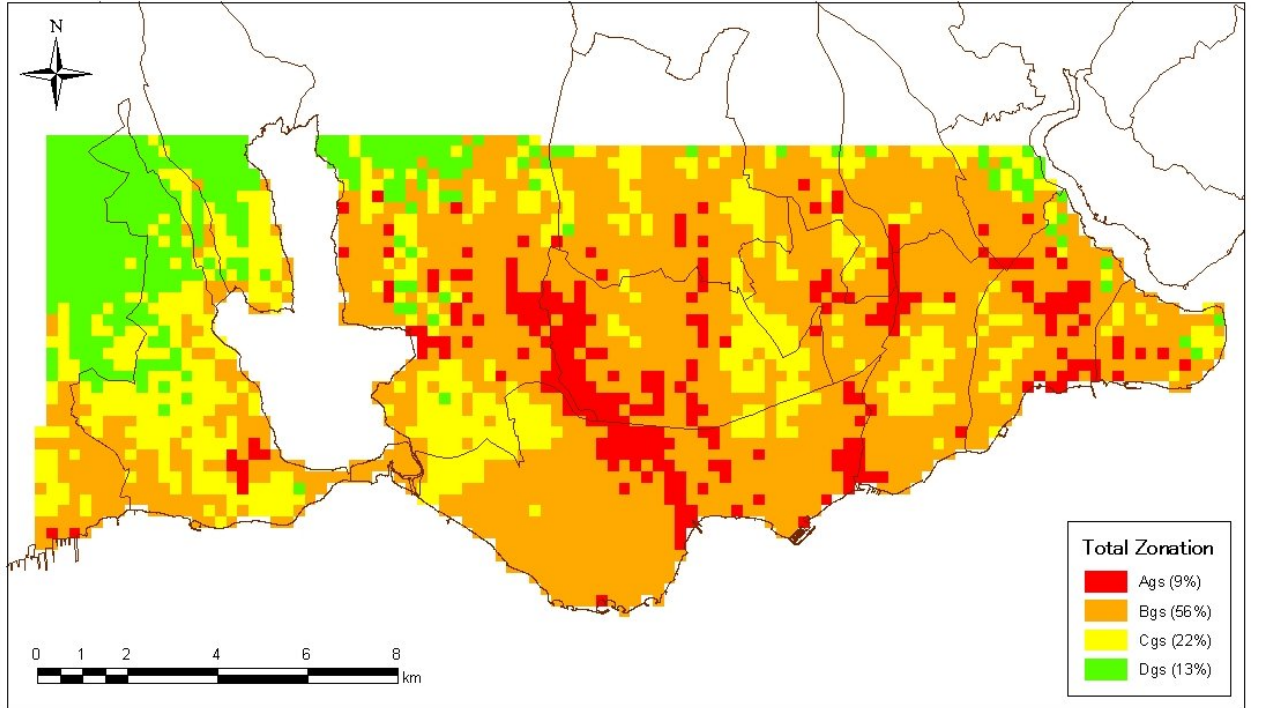 N
Total Zonation
Ags (9%)
Bgs (56%)
Cgs (22%)
Dgs (13%)
0 1 2 4 6 8
km